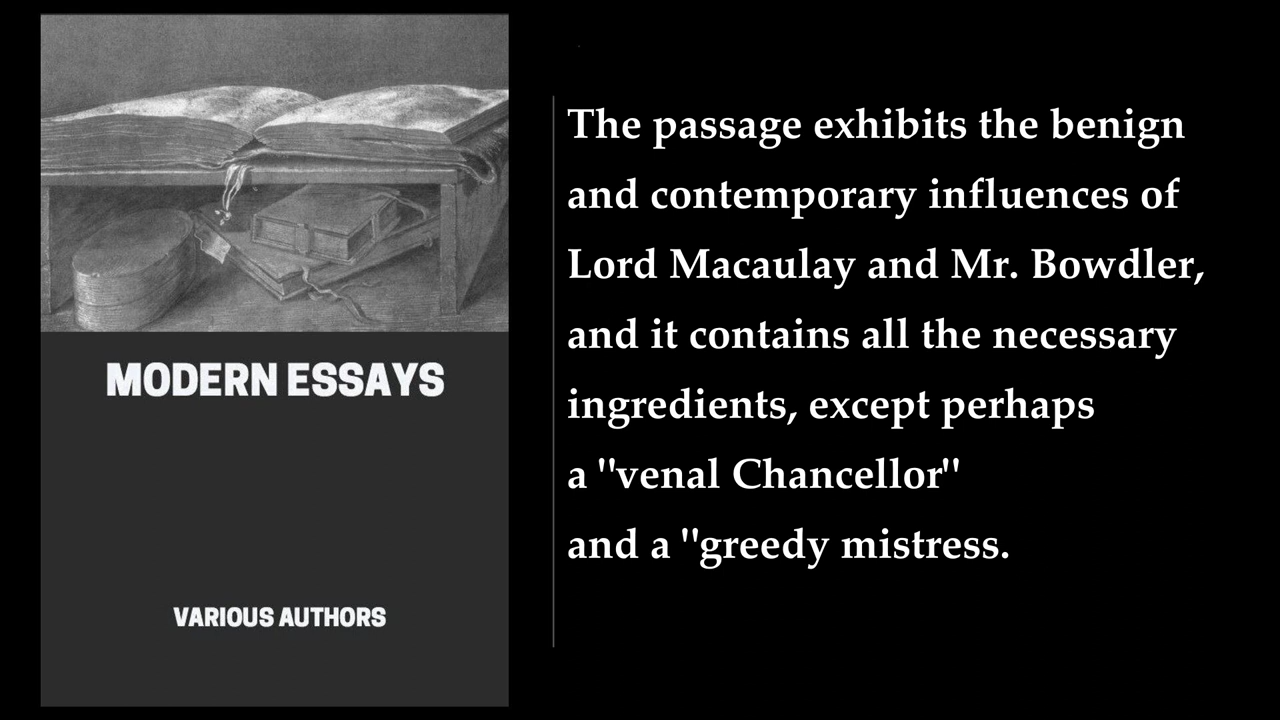 MODERN ESSAYS
VARIOUS AUTHORS
The passage exhibits the benign
and contemporary influences of
Lord Macaulay and Mr. Bowdler,
and it contains all the necessary
ingredients, except perhaps
a "venal Chancellor"
and a "greedy mistress.